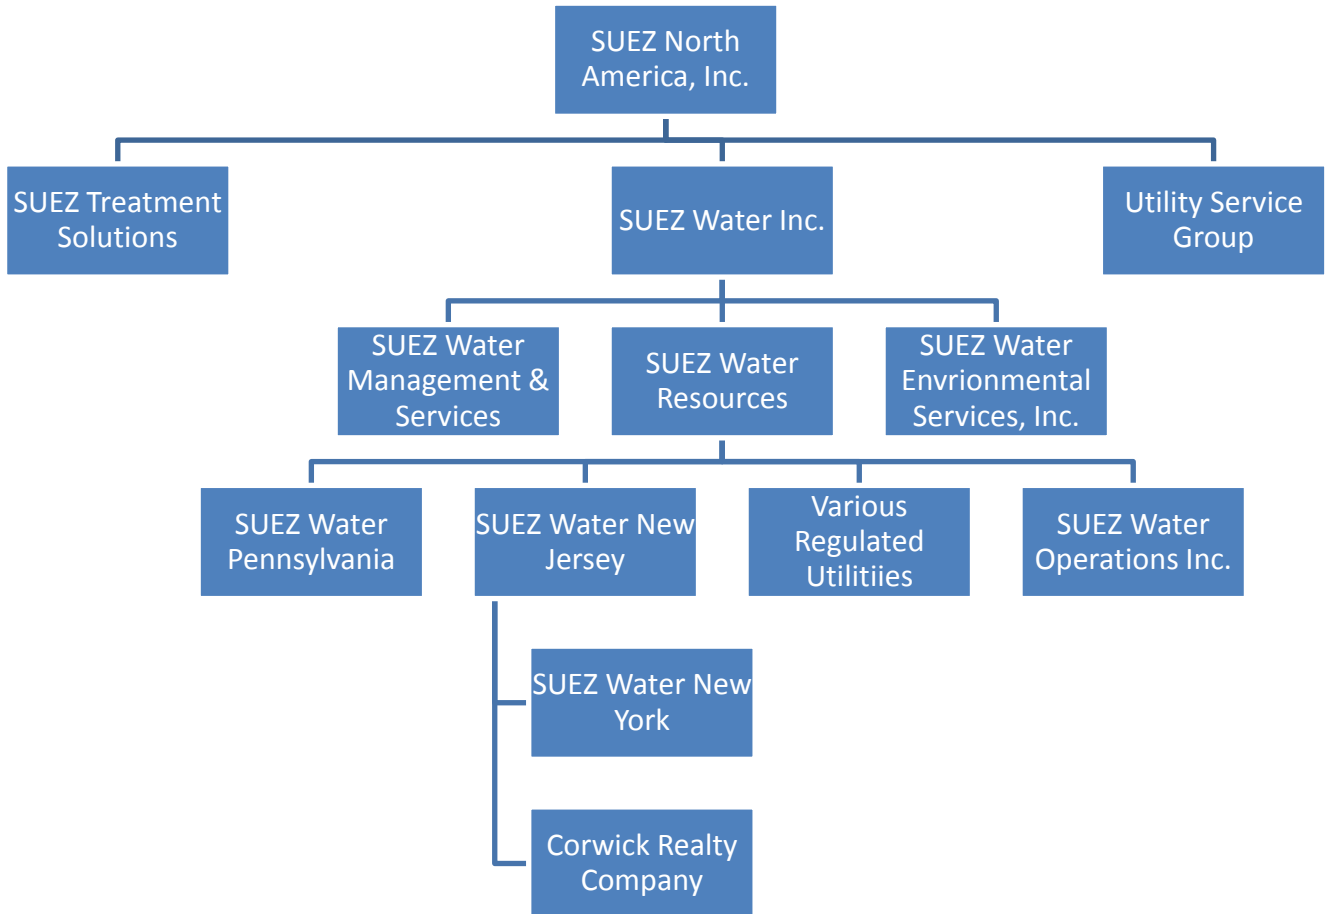 SUEZ North
America, Inc.
SUEZ Treatment
Solutions
SUEZ Water Inc.
Utility Service
Group
SUEZ Water
Management &
Services
SUEZ Water
Resources
SUEZ Water
Envrionmental
Services, Inc.
SUEZ Water
Pennsylvania
SUEZ Water New
Jersey
Various
Regulated
Utilitiies
SUEZ Water
Operations Inc.
SUEZ Water New
York
Corwick Realty
Company